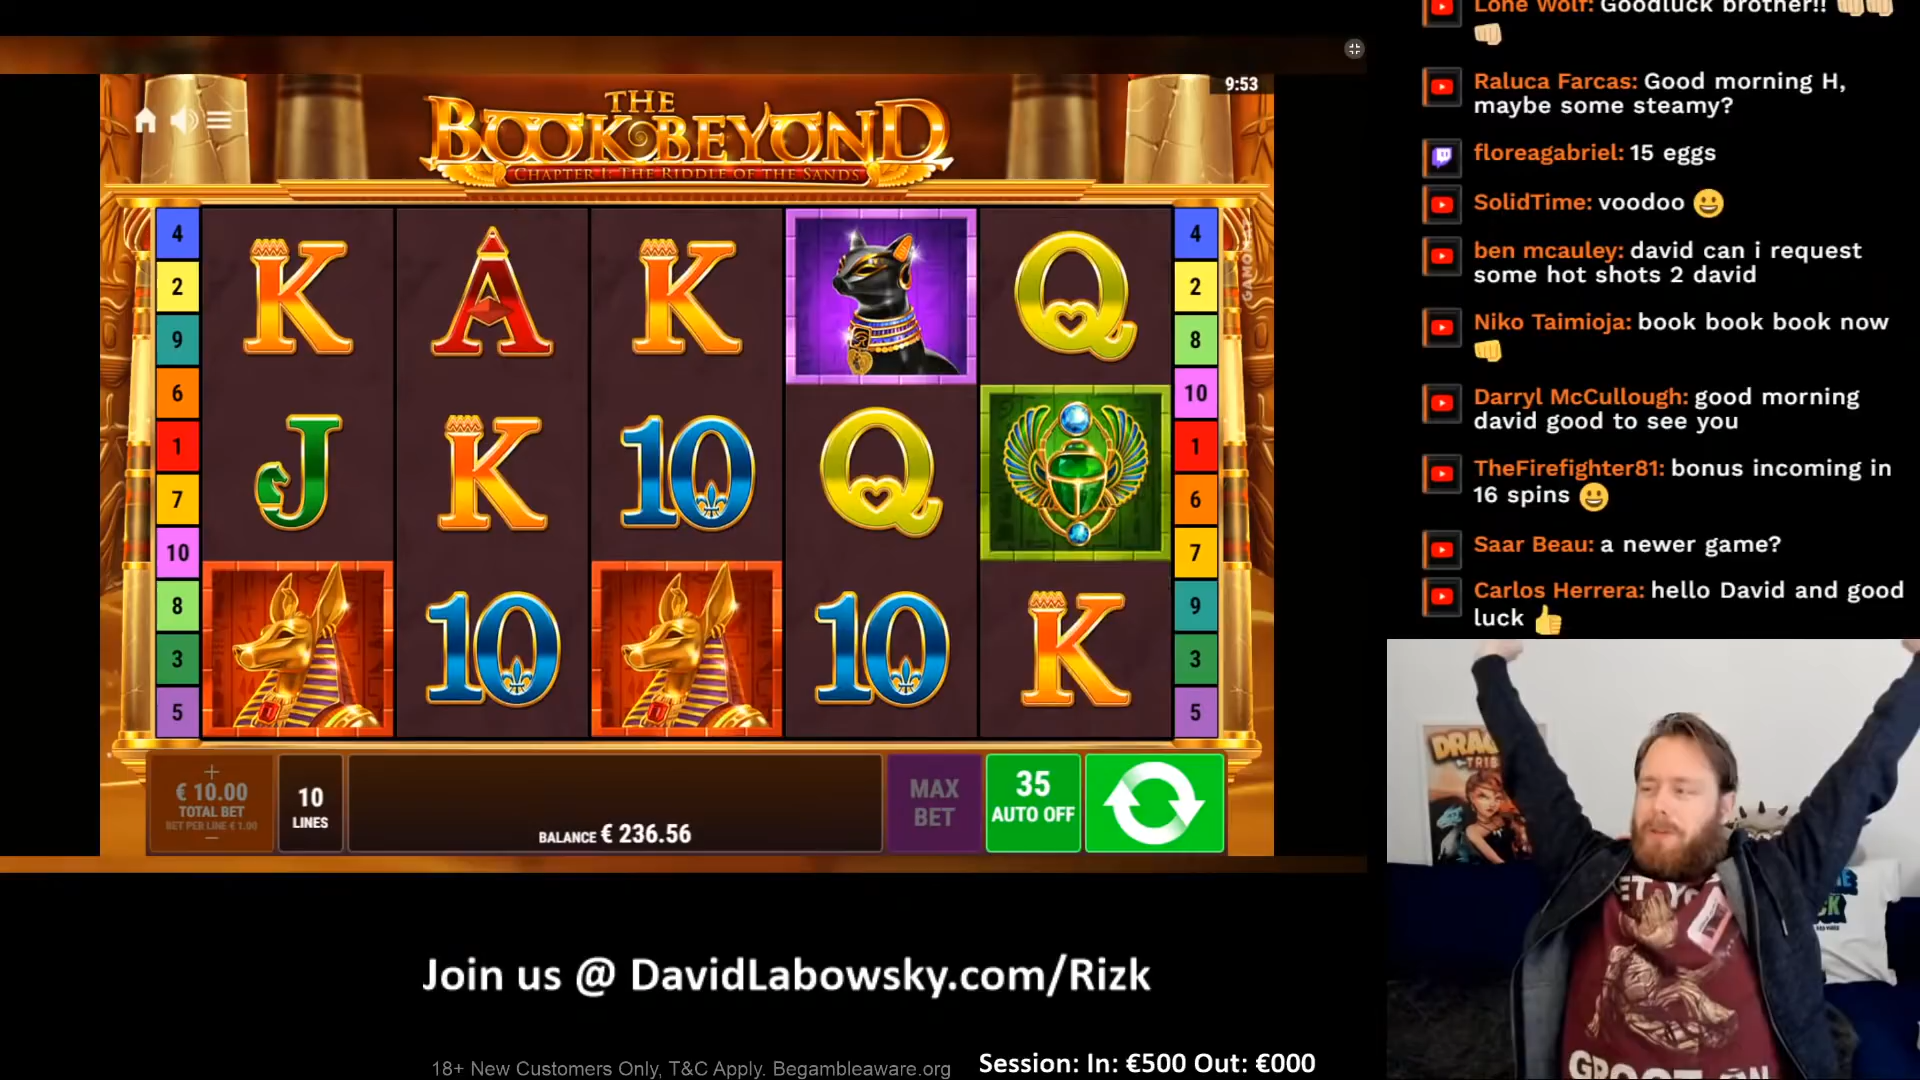 Lone Wolf: Goodluck brother!!
Raluca Farcas: Good morning H,
maybe some steamy?
floreagabriel: 15 eggs
SolidTime: voodoo
ben mcauley: david can i request
some hot shots 2 david
Niko Taimioja: book book book now
Darryl McCullough: good morning
david good to see you
TheFirefighter81: bonus incoming in
16 spins
Saar Beau: a newer game?
Carlos Herrera: hello David and good
luck
9:53
THE
BOOK BEYOND
CHAPTER I: THE RIDDLE OF THE SANDS
GAMOMAT
4 K A K Q 4
2 2
9 8
6 10
1 J K 10 Q 1
7 6
10 7
8 10 10 K 9
3 3
5 5
+
€ 10.00
TOTAL BET
BET PER LINE € 1.00
10
LINES
BALANCE € 236.56
MAX
BET
35
AUTO OFF
Join us @ DavidLabowsky.com/Rizk
18+ New Customers Only, T&C Apply. Begambleaware.org
Session: In: €500 Out: €000